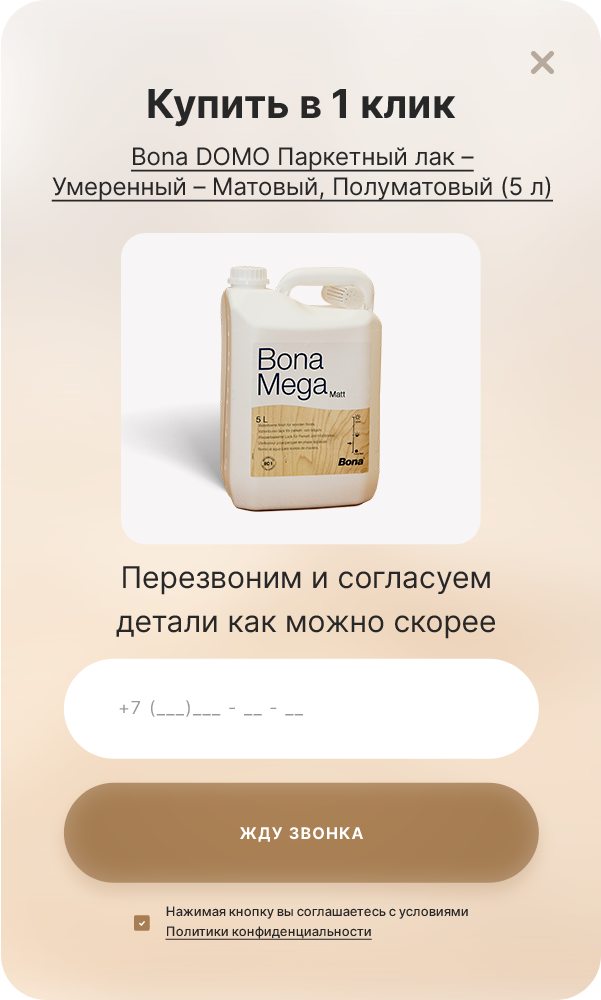 Купить в 1 клик
Bona DOMO Паркетный лак –
Умеренный – Матовый, Полуматовый (5 л)
Bona
Mega Matt
5 L
Bona
Перезвоним и согласуем
детали как можно скорее
+7 (___)___ - __ - __
ЖДУ ЗВОНКА
Нажимая кнопку вы соглашаетесь с условиями
Политики конфиденциальности